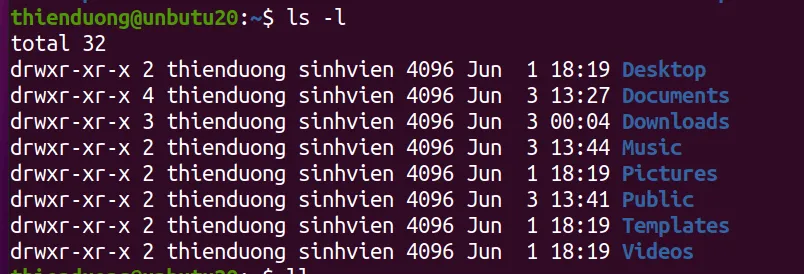 thienduong@unbutu20:~$ ls -l
total 32
drwxr-xr-x 2 thienduong sinhvien 4096 Jun  1 18:19 Desktop
drwxr-xr-x 4 thienduong sinhvien 4096 Jun  3 13:27 Documents
drwxr-xr-x 3 thienduong sinhvien 4096 Jun  3 00:04 Downloads
drwxr-xr-x 2 thienduong sinhvien 4096 Jun  3 13:44 Music
drwxr-xr-x 2 thienduong sinhvien 4096 Jun  1 18:19 Pictures
drwxr-xr-x 2 thienduong sinhvien 4096 Jun  3 13:41 Public
drwxr-xr-x 2 thienduong sinhvien 4096 Jun  1 18:19 Templates
drwxr-xr-x 2 thienduong sinhvien 4096 Jun  1 18:19 Videos
thienduong@unbutu20:~$ ll